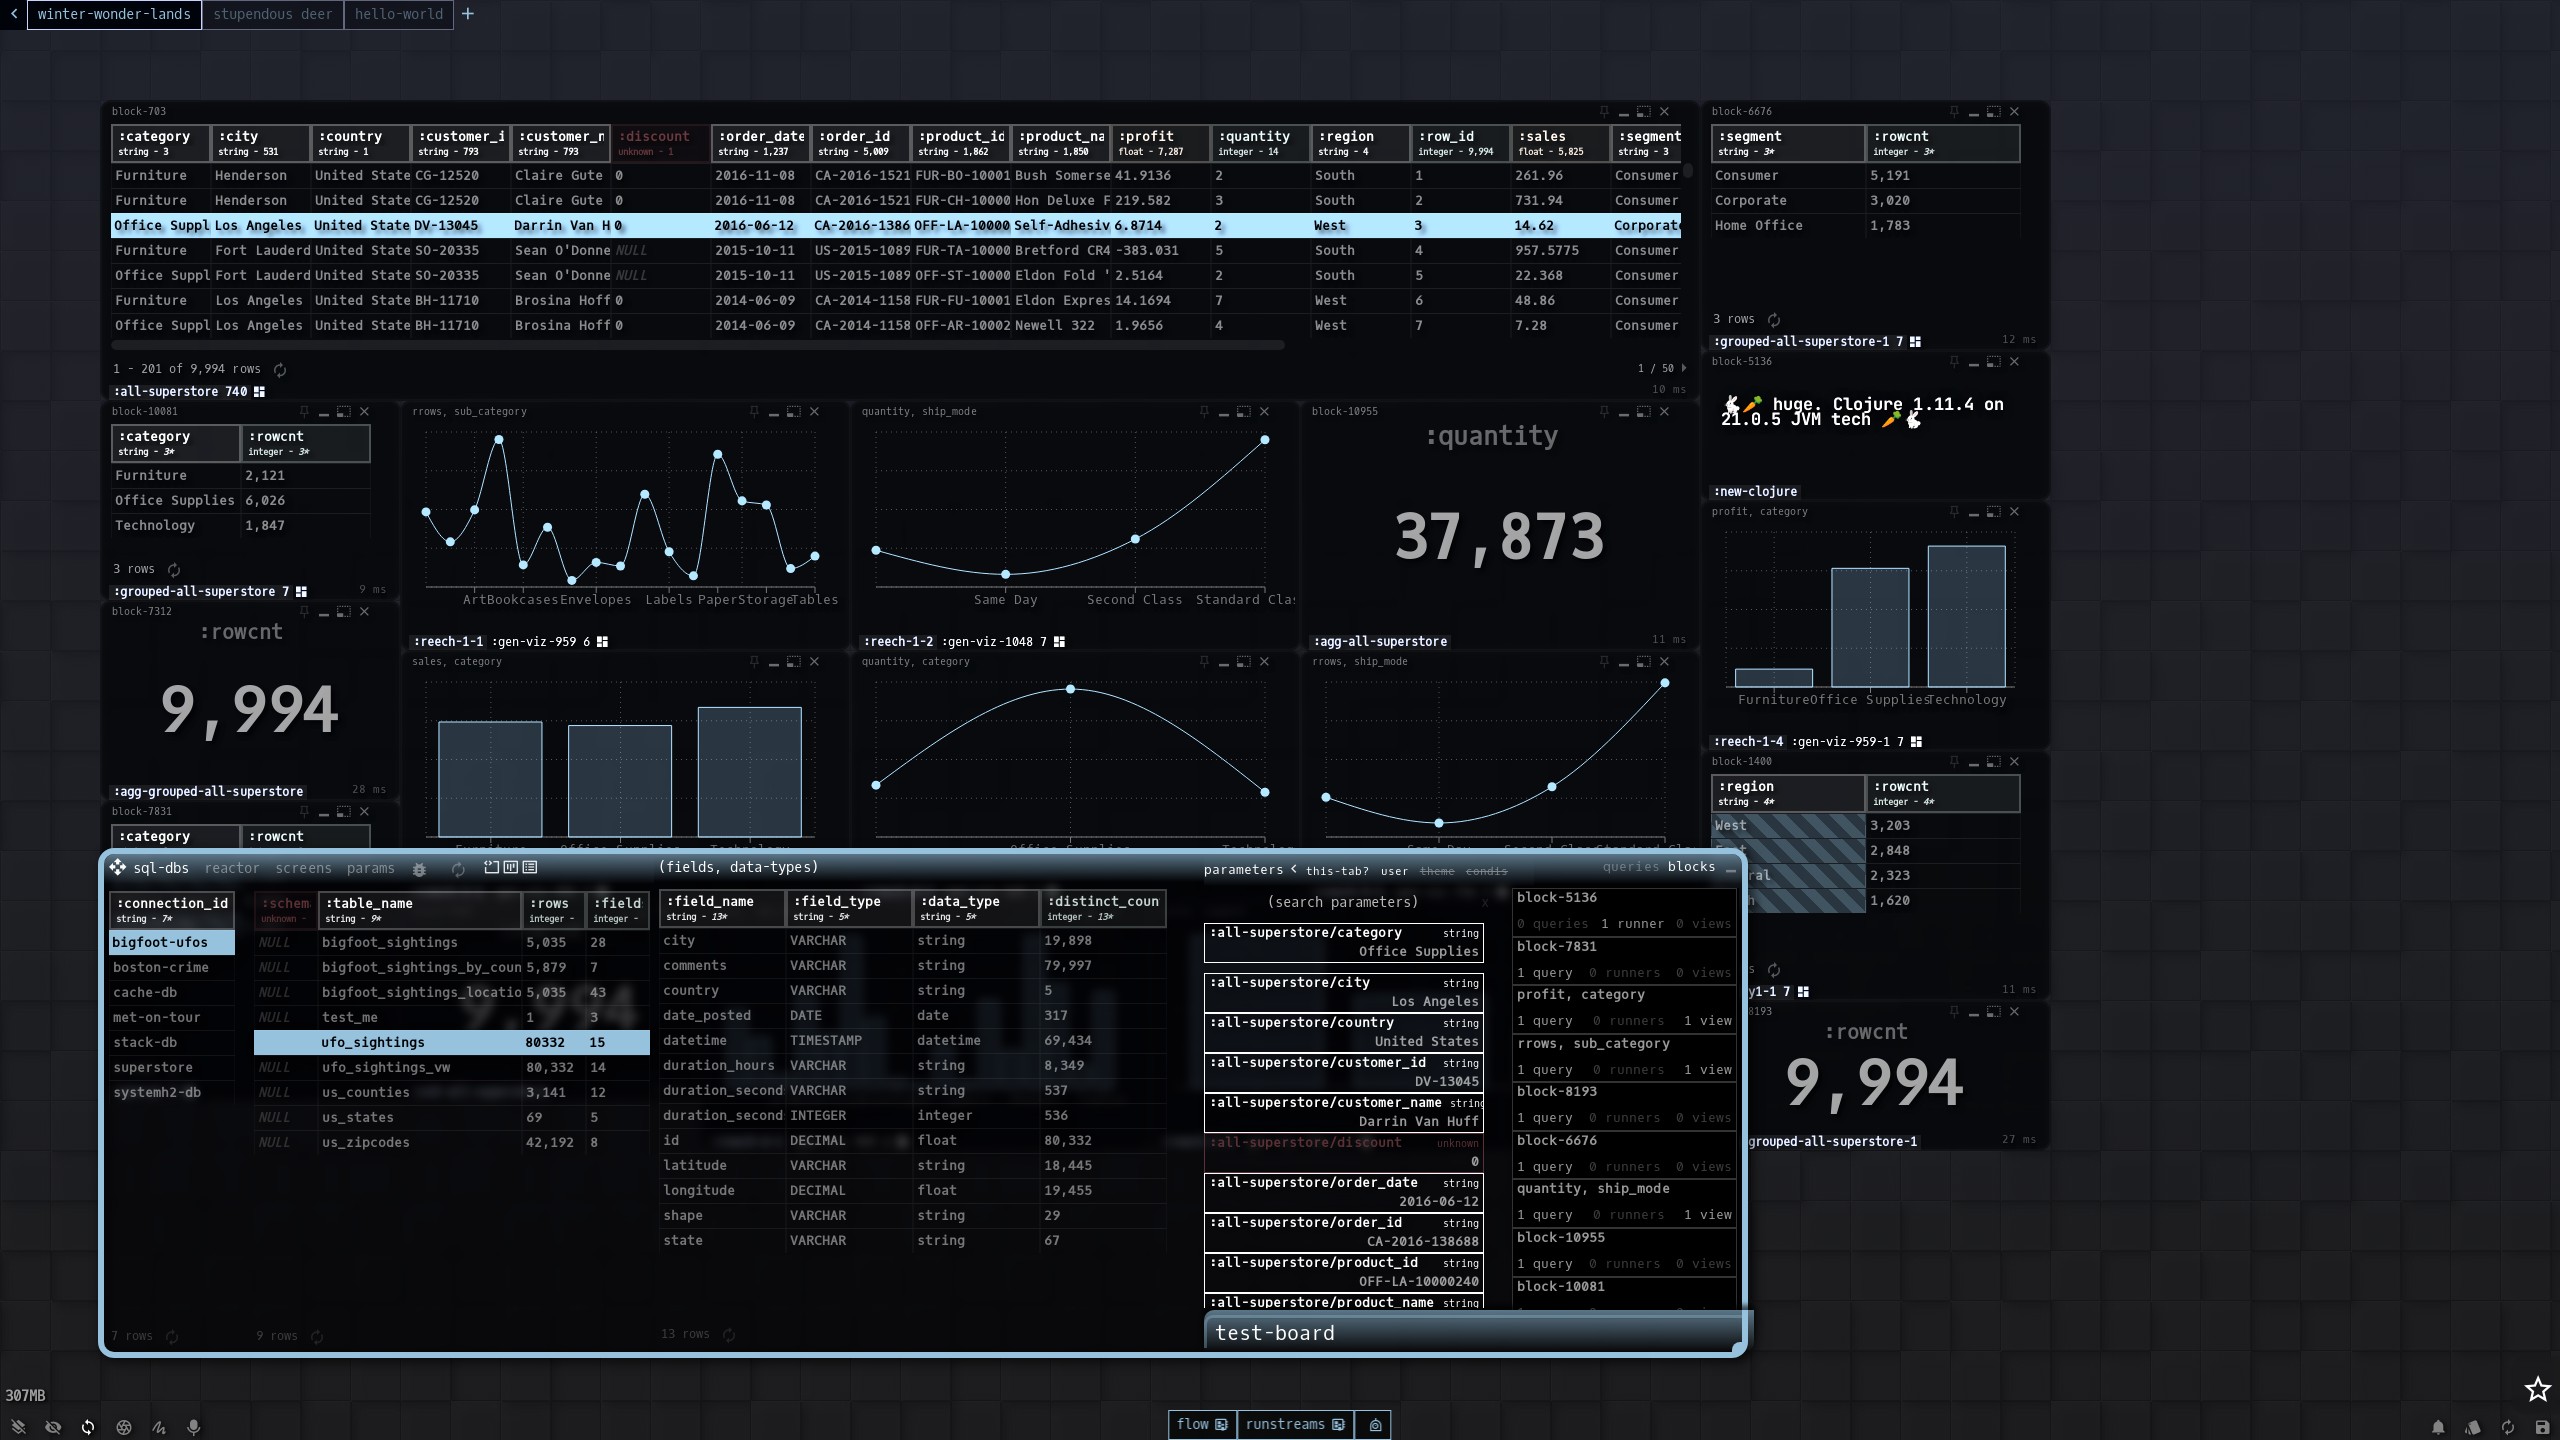 winter-wonder-lands stupendous deer hello-world +
block-703
:category :city :country :customer_i :customer_n :discount :order_date :order_id :product_id :product_na :profit :quantity :region :row_id :sales :segment
string - 3 string - 531 string - 1 string - 793 string - 793 unknown - 1 string - 1,237 string - 5,009 string - 1,862 string - 1,850 float - 7,287 integer - 14 string - 4 integer - 9,994 float - 5,825 string - 3
Furniture Henderson United State CG-12520 Claire Gute 0 2016-11-08 CA-2016-1521 FUR-BO-10001 Bush Somerse 41.9136 2 South 1 261.96 Consumer
Furniture Henderson United State CG-12520 Claire Gute 0 2016-11-08 CA-2016-1521 FUR-CH-10000 Hon Deluxe F 219.582 3 South 2 731.94 Consumer
Office Suppl Los Angeles United State DV-13045 Darrin Van H 0 2016-06-12 CA-2016-1386 OFF-LA-10000 Self-Adhesiv 6.8714 2 West 3 14.62 Corporate
Furniture Fort Lauderd United State SO-20335 Sean O'Donne NULL 2015-10-11 US-2015-1089 FUR-TA-10000 Bretford CR4 -383.031 5 South 4 957.5775 Consumer
Office Suppl Fort Lauderd United State SO-20335 Sean O'Donne NULL 2015-10-11 US-2015-1089 OFF-ST-10000 Eldon Fold ' 2.5164 2 South 5 22.368 Consumer
Furniture Los Angeles United State BH-11710 Brosina Hoff 0 2014-06-09 CA-2014-1158 FUR-FU-10001 Eldon Expres 14.1694 7 West 6 48.86 Consumer
Office Suppl Los Angeles United State BH-11710 Brosina Hoff 0 2014-06-09 CA-2014-1158 OFF-AR-10002 Newell 322 1.9656 4 West 7 7.28 Consumer
1 - 201 of 9,994 rows 1 / 50
10 ms
:all-superstore 740
block-6676
:segment :rowcnt
string - 3* integer - 3*
Consumer 5,191
Corporate 3,020
Home Office 1,783
3 rows
12 ms
:grouped-all-superstore-1 7
block-5136
🐇🥕 huge. Clojure 1.11.4 on
21.0.5 JVM tech 🥕🐇
:new-clojure
block-10081
:category :rowcnt
string - 3* integer - 3*
Furniture 2,121
Office Supplies 6,026
Technology 1,847
3 rows
9 ms
:grouped-all-superstore 7
rrows, sub_category
Art Bookcases Envelopes Labels Paper Storage Tables
:reech-1-1 :gen-viz-959 6
quantity, ship_mode
Same Day Second Class Standard Clas
:reech-1-2 :gen-viz-1048 7
block-10955
:quantity
37,873
11 ms
:agg-all-superstore
profit, category
Furniture Office Supplies Technology
:reech-1-4 :gen-viz-959-1 7
block-7312
:rowcnt
9,994
28 ms
:agg-grouped-all-superstore
sales, category
quantity, category
rrows, ship_mode
block-7831
:category :rowcnt
block-1400
:region :rowcnt
string - 4* integer - 4*
West 3,203
2,848
ral 2,323
1,620
11 ms
y1-1 7
8193
:rowcnt
9,994
27 ms
grouped-all-superstore-1
sql-dbs reactor screens params
:connection_id
string - 7*
bigfoot-ufos
boston-crime
cache-db
met-on-tour
stack-db
superstore
systemh2-db
7 rows
:schem :table_name :rows :field
unknown - string - 9* integer - integer -
NULL bigfoot_sightings 5,035 28
NULL bigfoot_sightings_by_coun 5,879 7
NULL bigfoot_sightings_locatio 5,035 43
NULL test_me 1 3
ufo_sightings 80332 15
NULL ufo_sightings_vw 80,332 14
NULL us_counties 3,141 12
NULL us_states 69 5
NULL us_zipcodes 42,192 8
9 rows
(fields, data-types)
:field_name :field_type :data_type :distinct_coun
string - 13* string - 5* string - 5* integer - 13*
city VARCHAR string 19,898
comments VARCHAR string 79,997
country VARCHAR string 5
date_posted DATE date 317
datetime TIMESTAMP datetime 69,434
duration_hours VARCHAR string 8,349
duration_second VARCHAR string 537
duration_second INTEGER integer 536
id DECIMAL float 80,332
latitude VARCHAR string 18,445
longitude DECIMAL float 19,455
shape VARCHAR string 29
state VARCHAR string 67
13 rows
parameters this-tab? user theme condis
(search parameters) x
:all-superstore/category string
Office Supplies
:all-superstore/city string
Los Angeles
:all-superstore/country string
United States
:all-superstore/customer_id string
DV-13045
:all-superstore/customer_name string
Darrin Van Huff
:all-superstore/discount unknown
0
:all-superstore/order_date string
2016-06-12
:all-superstore/order_id string
CA-2016-138688
:all-superstore/product_id string
OFF-LA-10000240
:all-superstore/product_name string
queries blocks
block-5136
0 queries 1 runner 0 views
block-7831
1 query 0 runners 0 views
profit, category
1 query 0 runners 1 view
rrows, sub_category
1 query 0 runners 1 view
block-8193
1 query 0 runners 0 views
block-6676
1 query 0 runners 0 views
quantity, ship_mode
1 query 0 runners 1 view
block-10955
1 query 0 runners 0 views
block-10081
test-board
307MB
flow runstreams